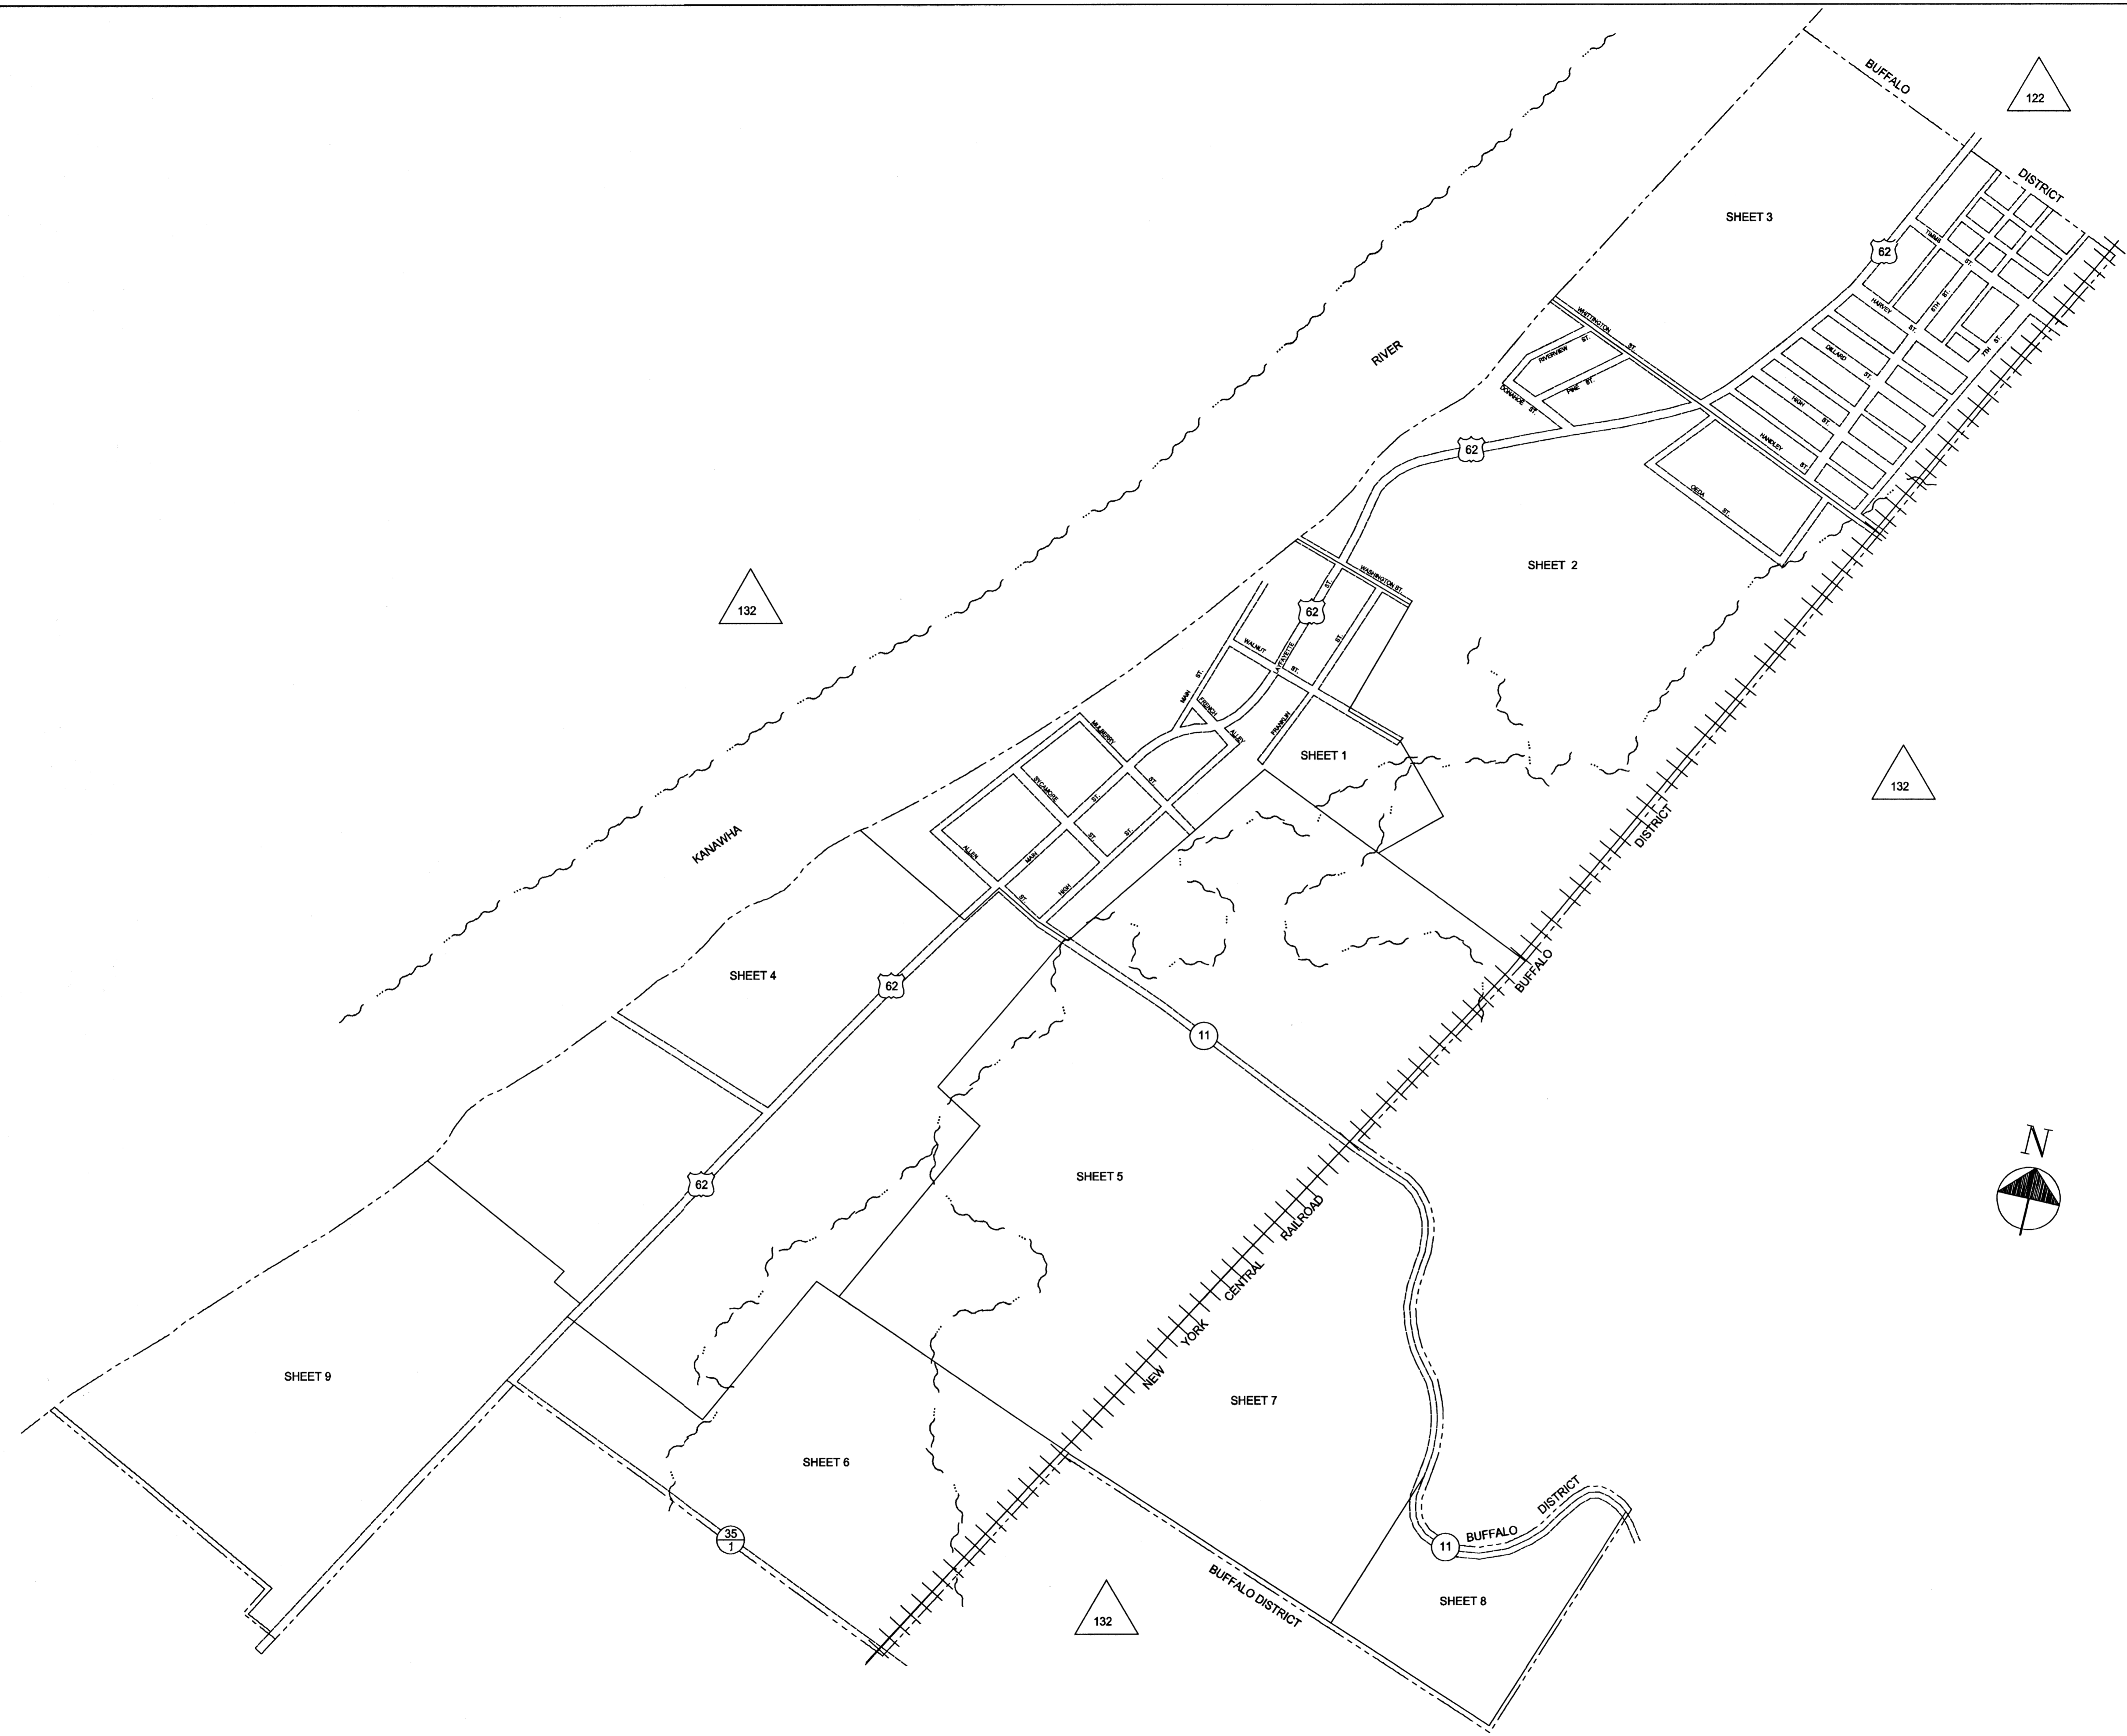 BUFFALO
122
DISTRICT
SHEET 3
TIMMS ST.
62
6TH ST.
HARVEY ST.
WHITTINGTON ST.
7TH ST.
RIVER
RIVERVIEW ST.
DILLARD ST.
PINE ST.
DONAHOE ST.
HIGH ST.
62
HANDLEY ST.
OEDA ST.
SHEET 2
WASHINGTON ST.
132
62
LAFAYETTE ST.
WALNUT ST.
MAIN ST.
FRENCH ALLEY
FRANKLIN ST.
MULBERRY ST.
SHEET 1
SYCAMORE ST.
132
KANAWHA
DISTRICT
ALLEN ST.
MAIN ST.
HIGH ST.
BUFFALO
SHEET 4
62
11
N
SHEET 5
62
NEW YORK CENTRAL RAILROAD
SHEET 9
SHEET 7
SHEET 6
DISTRICT
BUFFALO
35
1
11
BUFFALO DISTRICT
SHEET 8
132